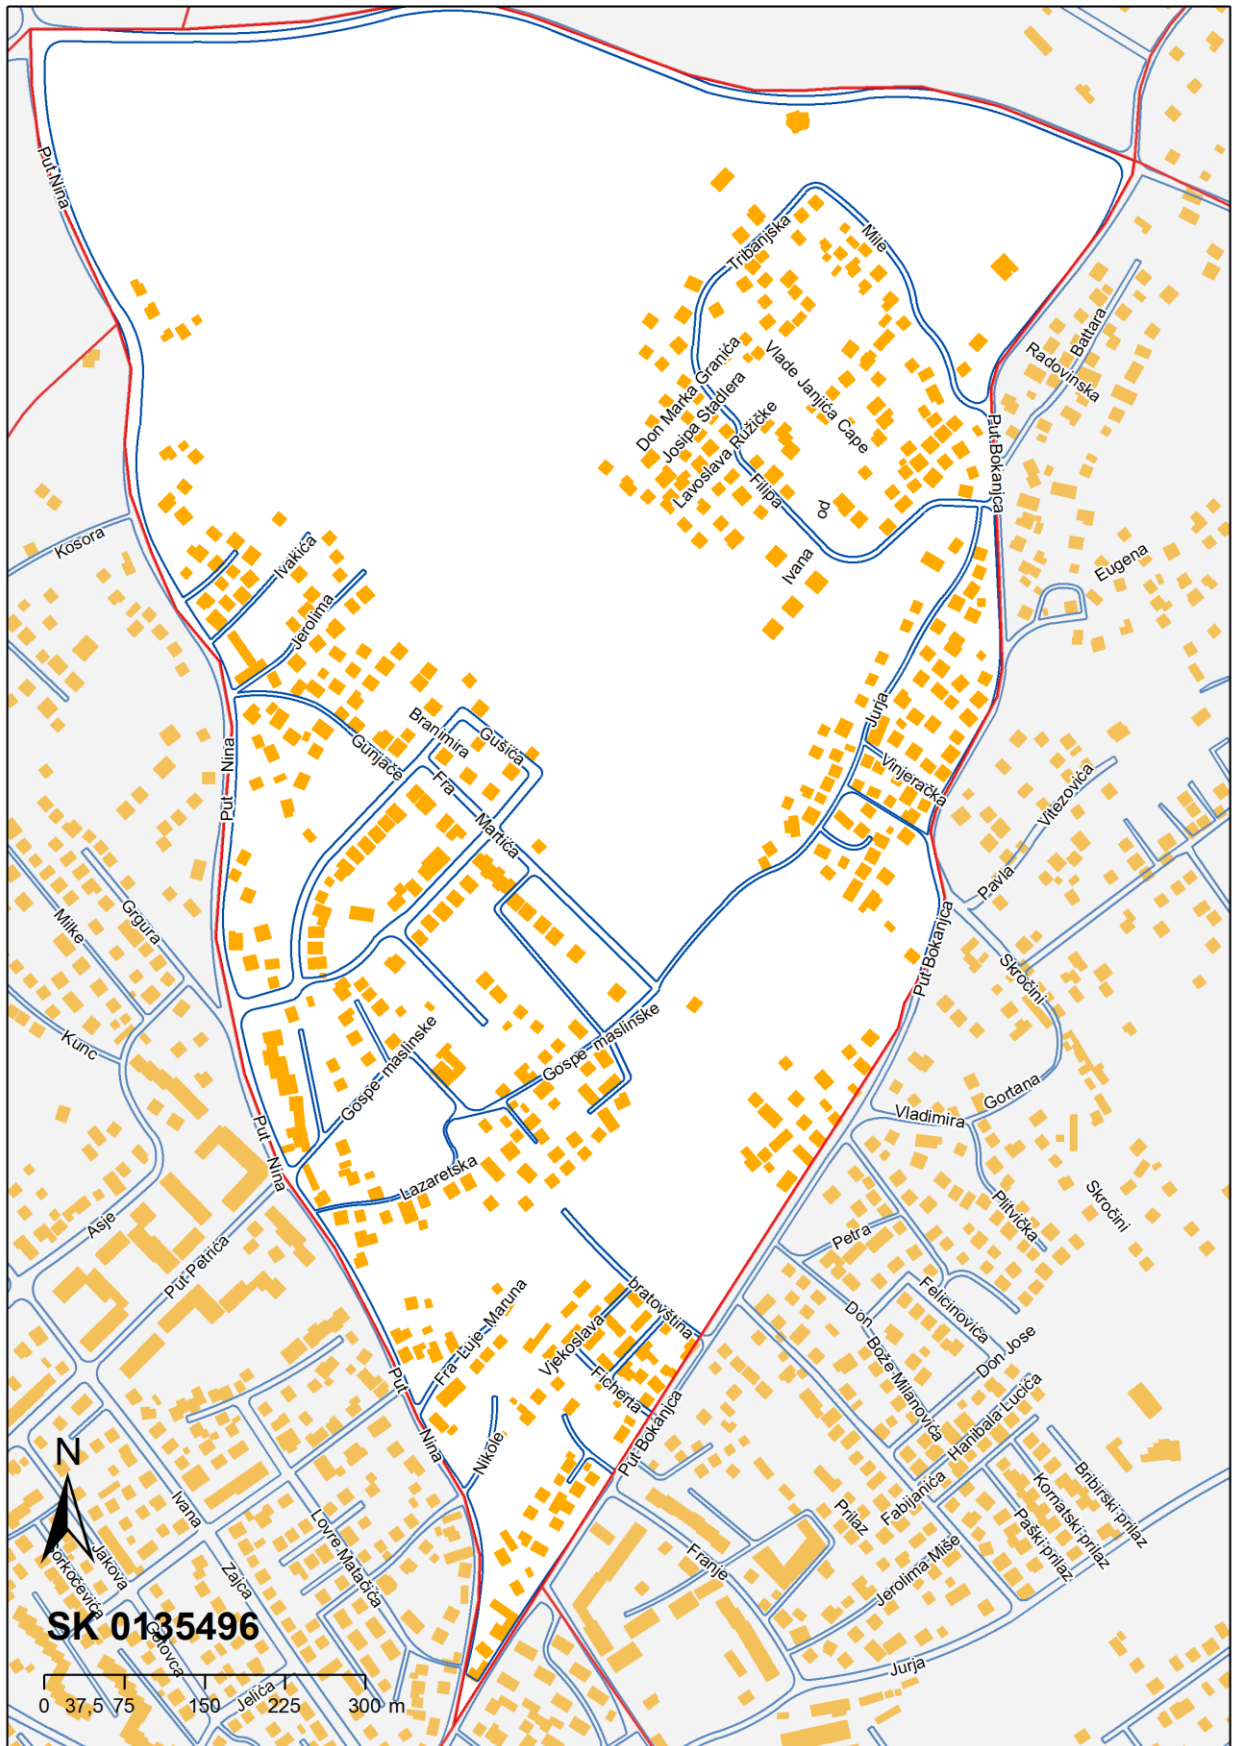 Put Nina
Tribanjska
Mile
Battara
Radovinska
Don Marka Granića
Josipa Stadlera
Lavoslava Ružičke
Vlade Janjića Cape
Put Bokanjca
Filipa
od
Ivana
Kosora
Ivakića
Jerolima
Eugena
Jurja
Vinjeračka
Branimira
Gušića
Gunjače
Fra
Martića
Put Nina
Vitezovića
Pavla
Grgura
Milke
Put Bokanjca
Skročini
Kunc
Gospe maslinske
Gospe maslinske
Gortana
Vladimira
Put Nina
Lazaretska
Plitvička
Skročini
Asje
Put Petrića
Petra
Felicinovića
bratovština
Fra Luje Maruna
Vjekoslava
Don Bože Milanovića
Don Jose
Ficherta
Put Nina
Put Bokanjca
Hanibala Lucića
Nikole
Fabijanića
Bribirski prilaz
Kornatski prilaz
Paški prilaz
Prilaz
N
Ivana
Lovre Matačića
Zajca
Jakova
Franje
Jerolima Miše
SK 0135496
Gotovca
Jelića
Jurja
0 37,5 75 150 225 300 m